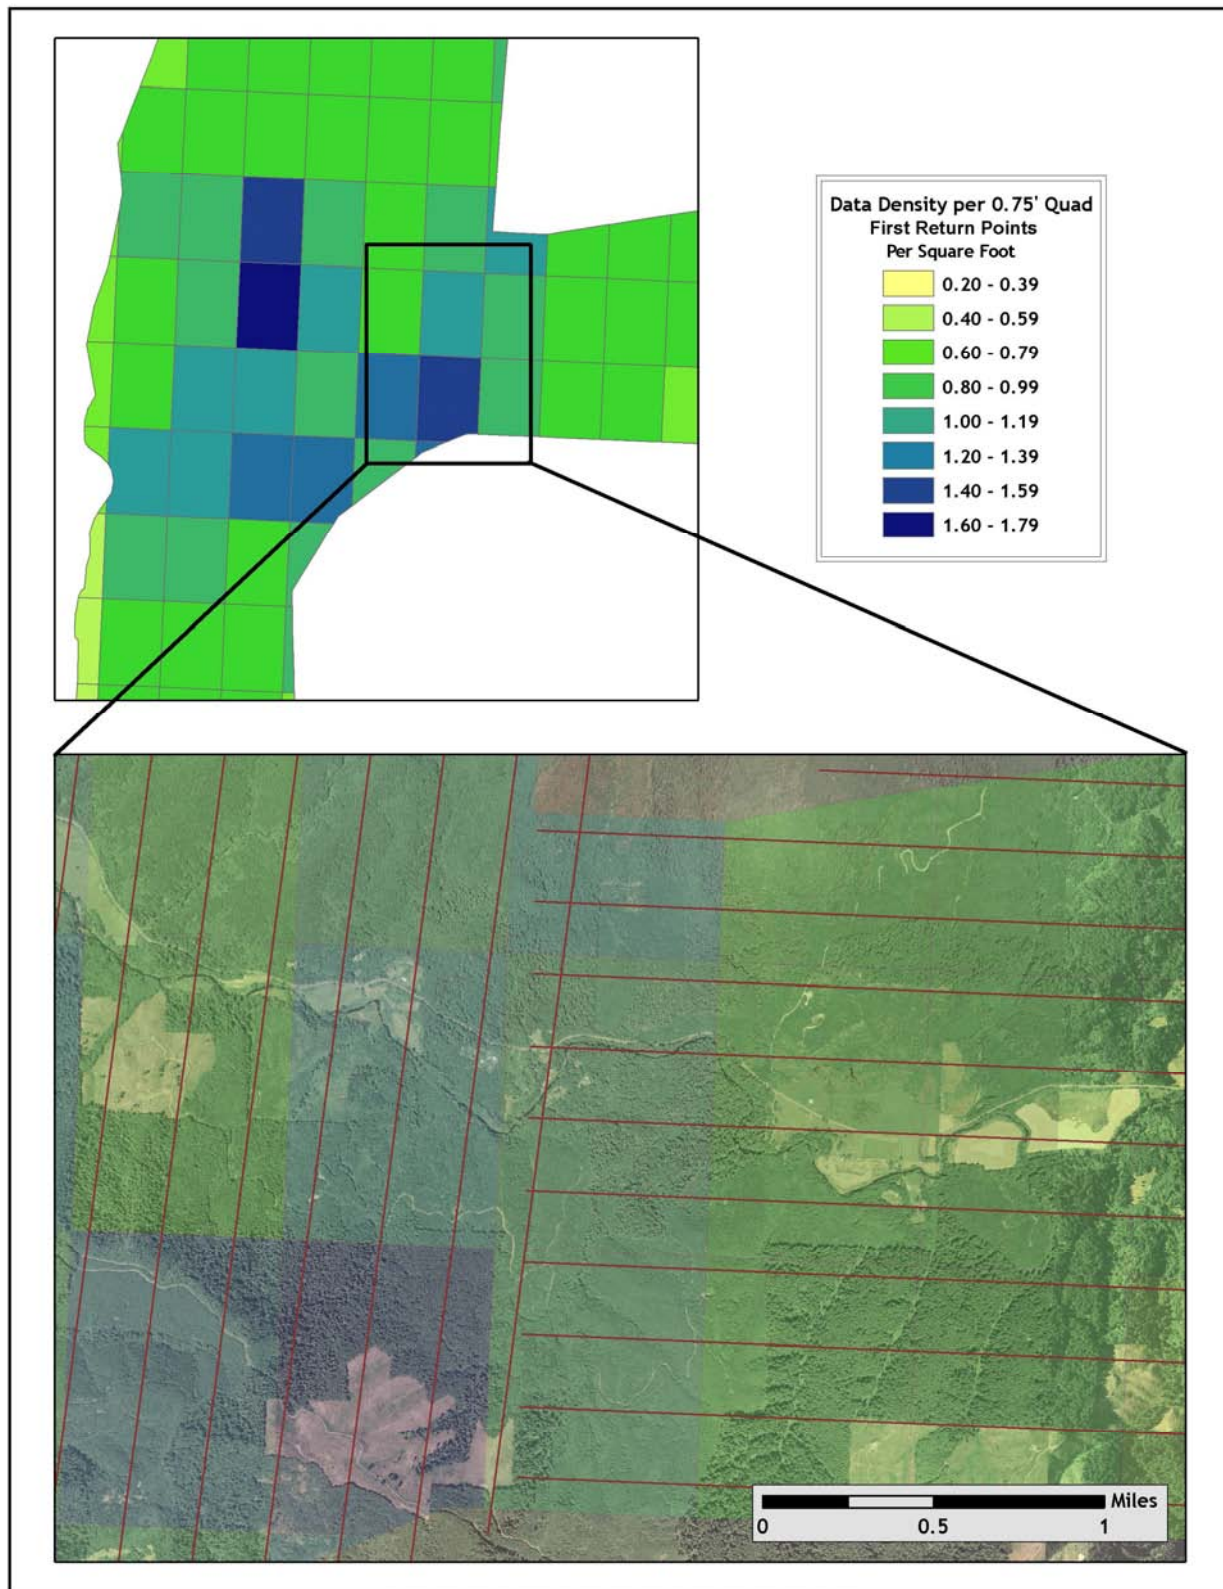 Data Density per 0.75' Quad
First Return Points
Per Square Foot
0.20 - 0.39
0.40 - 0.59
0.60 - 0.79
0.80 - 0.99
1.00 - 1.19
1.20 - 1.39
1.40 - 1.59
1.60 - 1.79
Miles
0 0.5 1